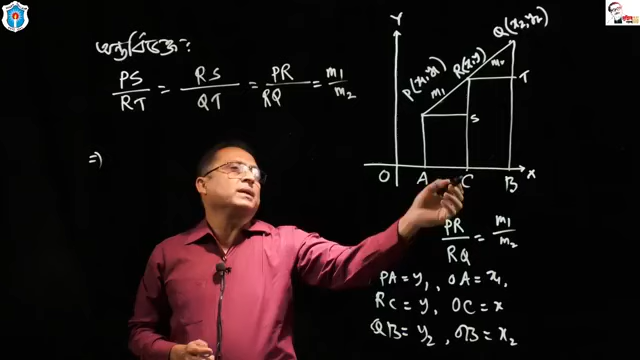 অন্তর্বিভক্ত:
PS/RT = RS/QT = PR/RQ = m₁/m₂
⇒
Y
Q(x₂,y₂)
R(x,y)
m₂
P(x₁,y₁)
m₁
T
S
O A C B X
PR/RQ = m₁/m₂
PA = y₁, OA = x₁,
RC = y, OC = x
QB = y₂, OB = x₂